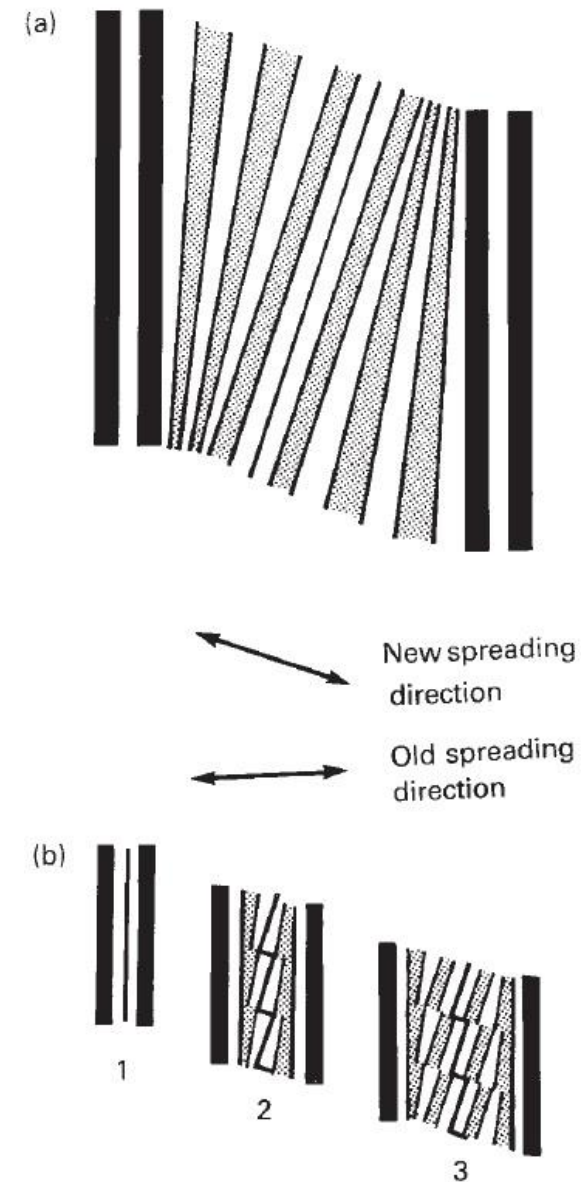 (a)
New spreading
direction
Old spreading
direction
(b)
1
2
3